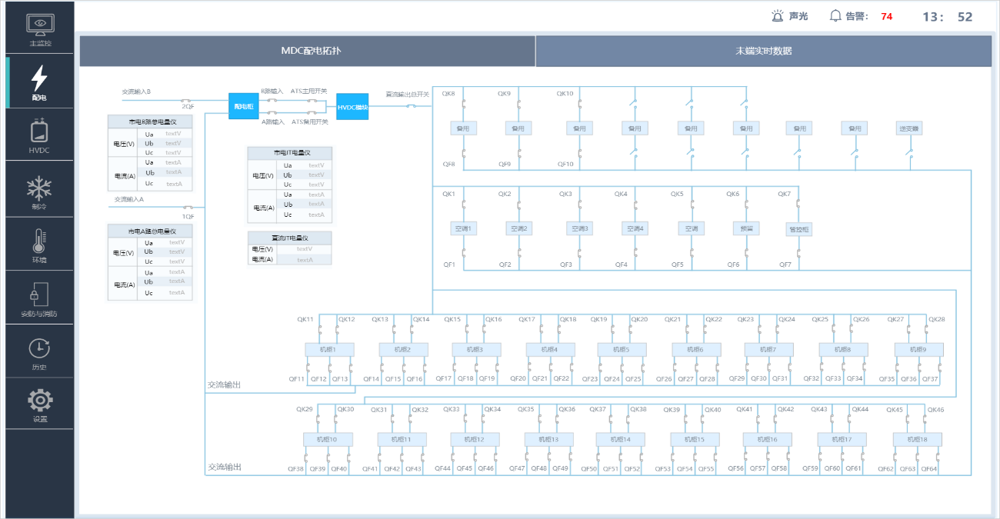 声光 告警： 74 13： 52
主监控
配电
HVDC
制冷
环境
安防与消防
历史
设置
MDC配电拓扑 末端实时数据
交流输入B
2QF
配电柜
B路输入 ATS主用开关
A路输入 ATS备用开关
HVDC模块
直流输出总开关
市电B路总电量仪
电压(V) Ua textV
Ub textV
Uc textV
电流(A) Ua textA
Ub textA
Uc textA
交流输入A
1QF
市电A路总电量仪
电压(V) Ua textV
Ub textV
Uc textV
电流(A) Ua textA
Ub textA
Uc textA
市电IT电量仪
电压(V) Ua textV
Ub textV
Uc textV
电流(A) Ua textA
Ub textA
Uc textA
直流IT电量仪
电压(V) textV
电流(A) textA
QK8 QK9 QK10
备用 备用 备用 备用 备用 备用 备用 备用 逆变器
QF8 QF9 QF10
QK1 QK2 QK3 QK4 QK5 QK6 QK7
空调1 空调2 空调3 空调4 空调 预留 管控柜
QF1 QF2 QF3 QF4 QF5 QF6 QF7
QK11 QK12 QK13 QK14 QK15 QK16 QK17 QK18 QK19 QK20 QK21 QK22 QK23 QK24 QK25 QK26 QK27 QK28
机柜1 机柜2 机柜3 机柜4 机柜5 机柜6 机柜7 机柜8 机柜9
QF11 QF12 QF13 QF14 QF15 QF16 QF17 QF18 QF19 QF20 QF21 QF22 QF23 QF24 QF25 QF26 QF27 QF28 QF29 QF30 QF31 QF32 QF33 QF34 QF35 QF36 QF37
交流输出
QK29 QK30 QK31 QK32 QK33 QK34 QK35 QK36 QK37 QK38 QK39 QK40 QK41 QK42 QK43 QK44 QK45 QK46
机柜10 机柜11 机柜12 机柜13 机柜14 机柜15 机柜16 机柜17 机柜18
QF38 QF39 QF40 QF41 QF42 QF43 QF44 QF45 QF46 QF47 QF48 QF49 QF50 QF51 QF52 QF53 QF54 QF55 QF56 QF57 QF58 QF59 QF60 QF61 QF62 QF63 QF64
交流输出